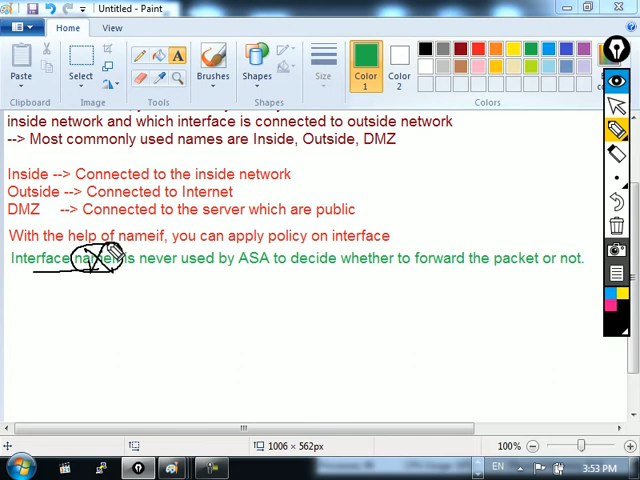 Untitled - Paint
Home View
Paste
Select
Brushes
Shapes
Size
Color 1
Color 2
Clipboard
Image
Tools
Colors
inside network and which interface is connected to outside network
--> Most commonly used names are Inside, Outside, DMZ
Inside --> Connected to the inside network
Outside --> Connected to Internet
DMZ --> Connected to the server which are public
With the help of nameif, you can apply policy on interface
Interface is never used by ASA to decide whether to forward the packet or not.
1006 × 562px
100%
EN
3:53 PM